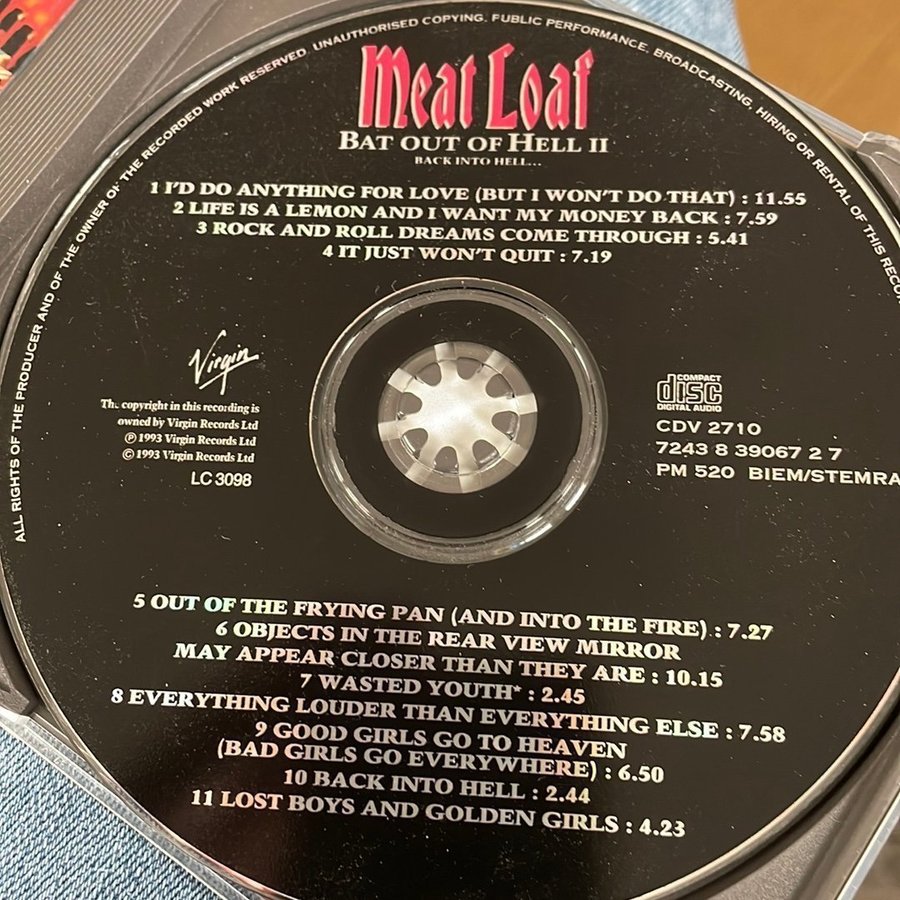 ALL RIGHTS OF THE PRODUCER AND OF THE OWNER OF THE RECORDED WORK RESERVED. UNAUTHORISED COPYING, PUBLIC PERFORMANCE, BROADCASTING, HIRING OR RENTAL OF THIS
Meat Loaf
BAT OUT OF HELL II
BACK INTO HELL...
1 I'D DO ANYTHING FOR LOVE (BUT I WON'T DO THAT) : 11.55
2 LIFE IS A LEMON AND I WANT MY MONEY BACK : 7.59
3 ROCK AND ROLL DREAMS COME THROUGH : 5.41
4 IT JUST WON'T QUIT : 7.19
Virgin
The copyright in this recording is
owned by Virgin Records Ltd
℗ 1993 Virgin Records Ltd
© 1993 Virgin Records Ltd
LC 3098
COMPACT
disc
DIGITAL AUDIO
CDV 2710
7243 8 39067 2 7
PM 520 BIEM/STEMRA
5 OUT OF THE FRYING PAN (AND INTO THE FIRE) : 7.27
6 OBJECTS IN THE REAR VIEW MIRROR
MAY APPEAR CLOSER THAN THEY ARE : 10.15
7 WASTED YOUTH* : 2.45
8 EVERYTHING LOUDER THAN EVERYTHING ELSE : 7.58
9 GOOD GIRLS GO TO HEAVEN
(BAD GIRLS GO EVERYWHERE) : 6.50
10 BACK INTO HELL : 2.44
11 LOST BOYS AND GOLDEN GIRLS : 4.23